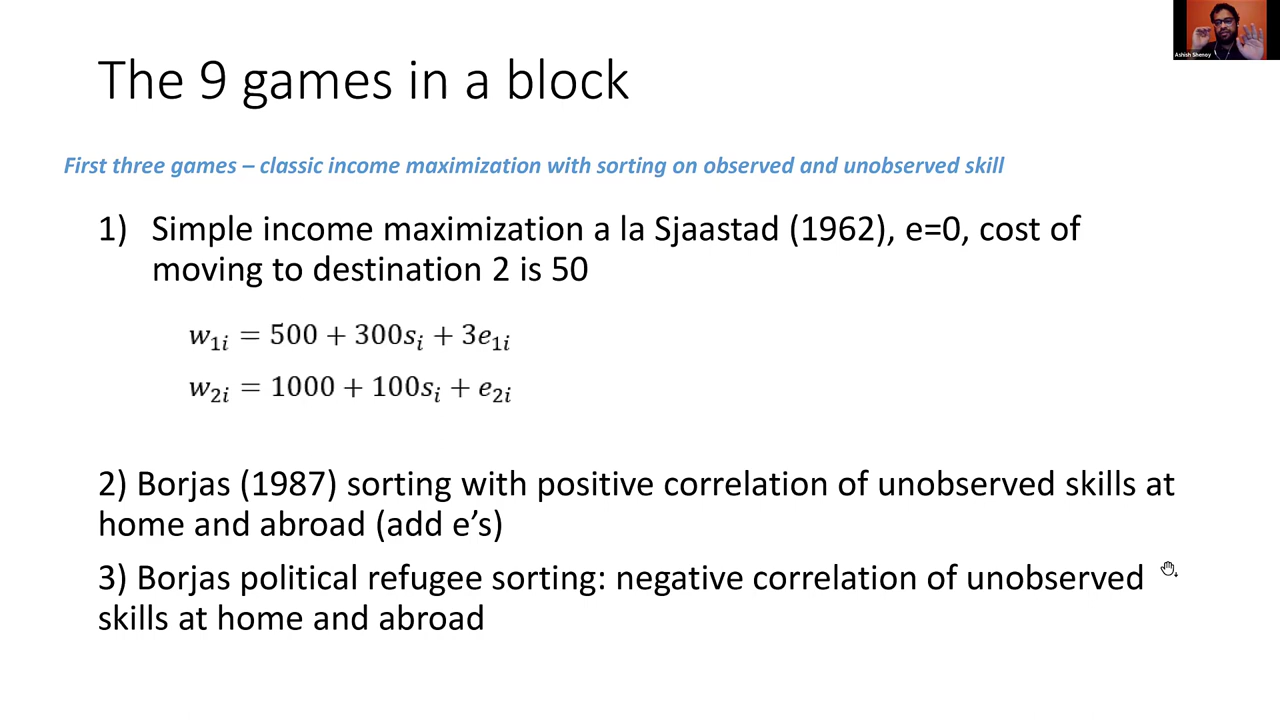 Ashish Shenoy
The 9 games in a block
First three games – classic income maximization with sorting on observed and unobserved skill
1) Simple income maximization a la Sjaastad (1962), e=0, cost of
moving to destination 2 is 50
w₁ᵢ = 500 + 300sᵢ + 3e₁ᵢ
w₂ᵢ = 1000 + 100sᵢ + e₂ᵢ
2) Borjas (1987) sorting with positive correlation of unobserved skills at
home and abroad (add e’s)
3) Borjas political refugee sorting: negative correlation of unobserved
skills at home and abroad